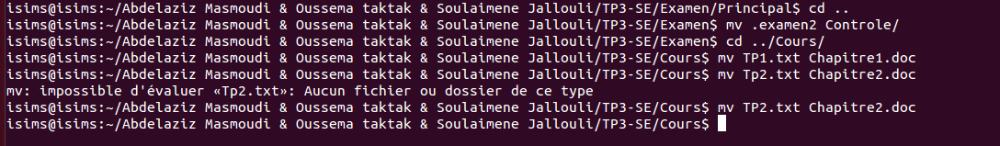 isims@isims:~/Abdelaziz Masmoudi & Oussema taktak & Soulaimene Jallouli/TP3-SE/Examen/Principal$ cd ..
isims@isims:~/Abdelaziz Masmoudi & Oussema taktak & Soulaimene Jallouli/TP3-SE/Examen$ mv .examen2 Controle/
isims@isims:~/Abdelaziz Masmoudi & Oussema taktak & Soulaimene Jallouli/TP3-SE/Examen$ cd ../Cours/
isims@isims:~/Abdelaziz Masmoudi & Oussema taktak & Soulaimene Jallouli/TP3-SE/Cours$ mv TP1.txt Chapitre1.doc
isims@isims:~/Abdelaziz Masmoudi & Oussema taktak & Soulaimene Jallouli/TP3-SE/Cours$ mv Tp2.txt Chapitre2.doc
mv: impossible d'évaluer «Tp2.txt»: Aucun fichier ou dossier de ce type
isims@isims:~/Abdelaziz Masmoudi & Oussema taktak & Soulaimene Jallouli/TP3-SE/Cours$ mv TP2.txt Chapitre2.doc
isims@isims:~/Abdelaziz Masmoudi & Oussema taktak & Soulaimene Jallouli/TP3-SE/Cours$